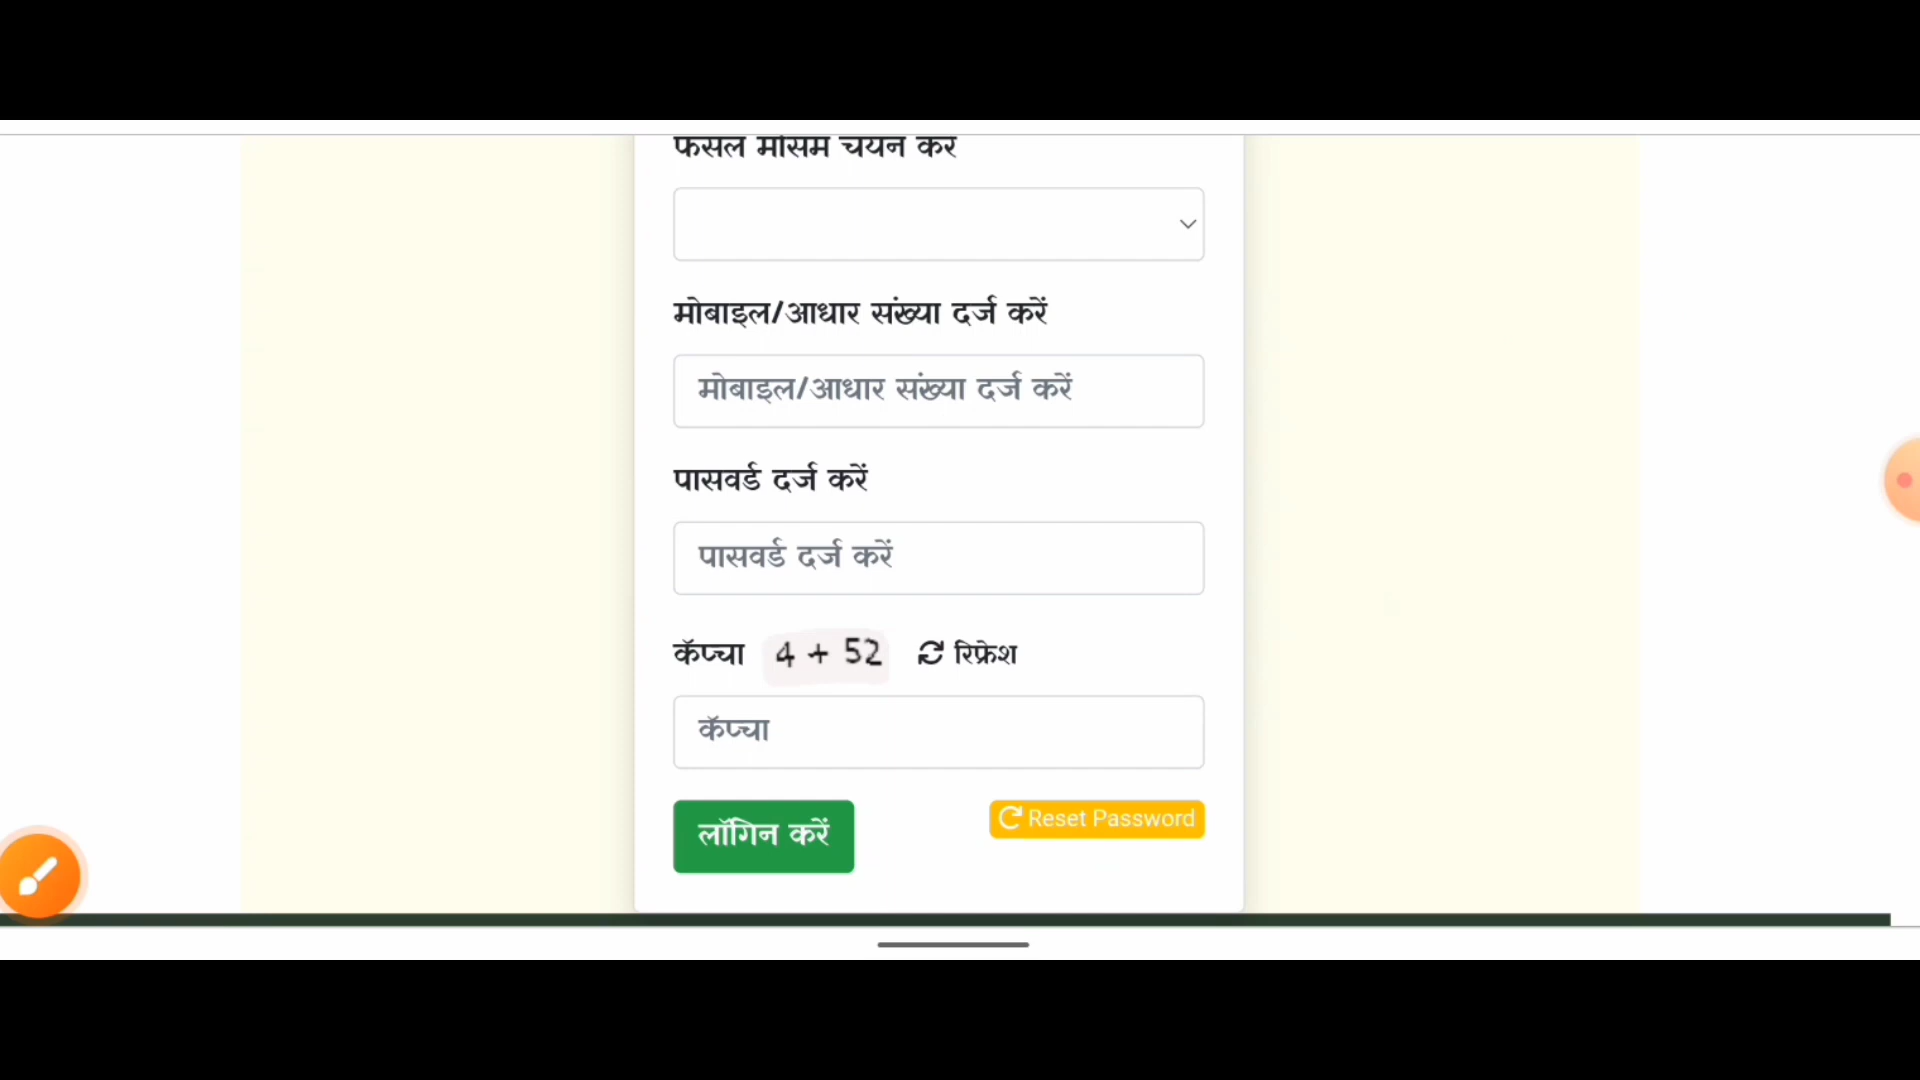 फसल मौसम चयन करें
मोबाइल/आधार संख्या दर्ज करें
मोबाइल/आधार संख्या दर्ज करें
पासवर्ड दर्ज करें
पासवर्ड दर्ज करें
कॅप्चा 4 + 52 रिफ्रेश
कॅप्चा
लॉगिन करें Reset Password